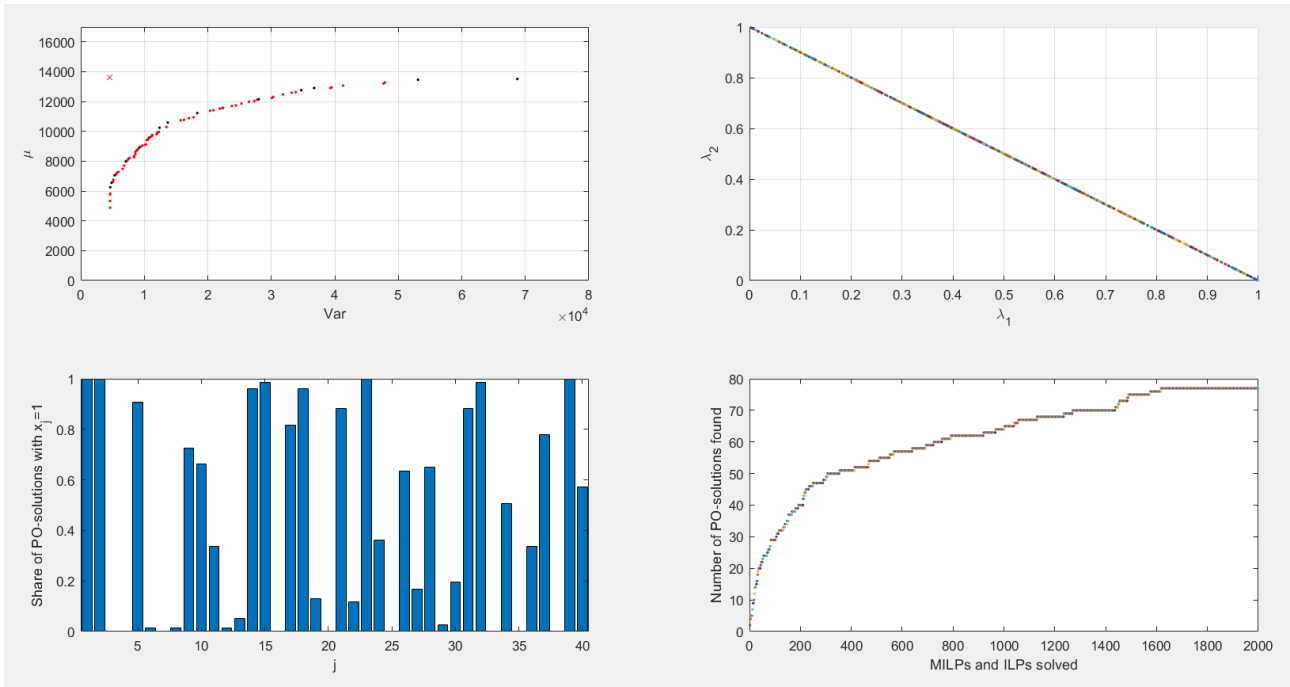 16000
14000
12000
10000
8000
6000
4000
2000
0
μ
0 1 2 3 4 5 6 7 8
Var
×10^4
1
0.8
0.6
0.4
0.2
0
λ_2
0 0.1 0.2 0.3 0.4 0.5 0.6 0.7 0.8 0.9 1
λ_1
1
0.8
0.6
0.4
0.2
0
Share of PO-solutions with x_j=1
5 10 15 20 25 30 35 40
j
80
70
60
50
40
30
20
10
0
Number of PO-solutions found
0 200 400 600 800 1000 1200 1400 1600 1800 2000
MILPs and ILPs solved